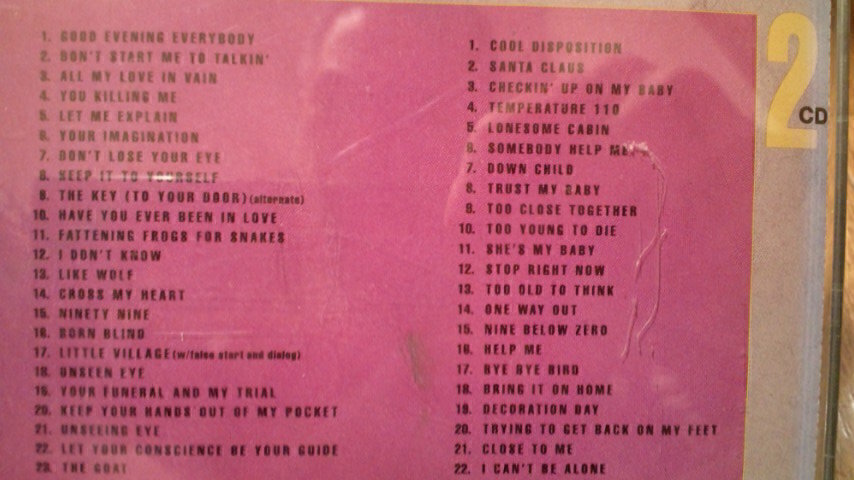 1. GOOD EVENING EVERYBODY
2. DON'T START ME TO TALKIN'
3. ALL MY LOVE IN VAIN
4. YOU KILLING ME
5. LET ME EXPLAIN
6. YOUR IMAGINATION
7. DON'T LOSE YOUR EYE
8. KEEP IT TO YOURSELF
9. THE KEY (TO YOUR DOOR) (alternate)
10. HAVE YOU EVER BEEN IN LOVE
11. FATTENING FROGS FOR SNAKES
12. I DON'T KNOW
13. LIKE WOLF
14. CROSS MY HEART
15. NINETY NINE
16. BORN BLIND
17. LITTLE VILLAGE (w/false start and dialog)
18. UNSEEN EYE
19. YOUR FUNERAL AND MY TRIAL
20. KEEP YOUR HANDS OUT OF MY POCKET
21. UNSEEING EYE
22. LET YOUR CONSCIENCE BE YOUR GUIDE
23. THE GOAT
1. COOL DISPOSITION
2. SANTA CLAUS
3. CHECKIN' UP ON MY BABY
4. TEMPERATURE 110
5. LONESOME CABIN
6. SOMEBODY HELP ME
7. DOWN CHILD
8. TRUST MY BABY
9. TOO CLOSE TOGETHER
10. TOO YOUNG TO DIE
11. SHE'S MY BABY
12. STOP RIGHT NOW
13. TOO OLD TO THINK
14. ONE WAY OUT
15. NINE BELOW ZERO
16. HELP ME
17. BYE BYE BIRD
18. BRING IT ON HOME
19. DECORATION DAY
20. TRYING TO GET BACK ON MY FEET
21. CLOSE TO ME
22. I CAN'T BE ALONE
2 CD